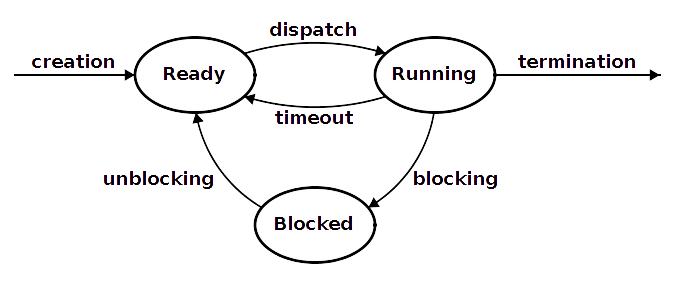 dispatch
creation
Ready
Running
termination
timeout
unblocking
blocking
Blocked